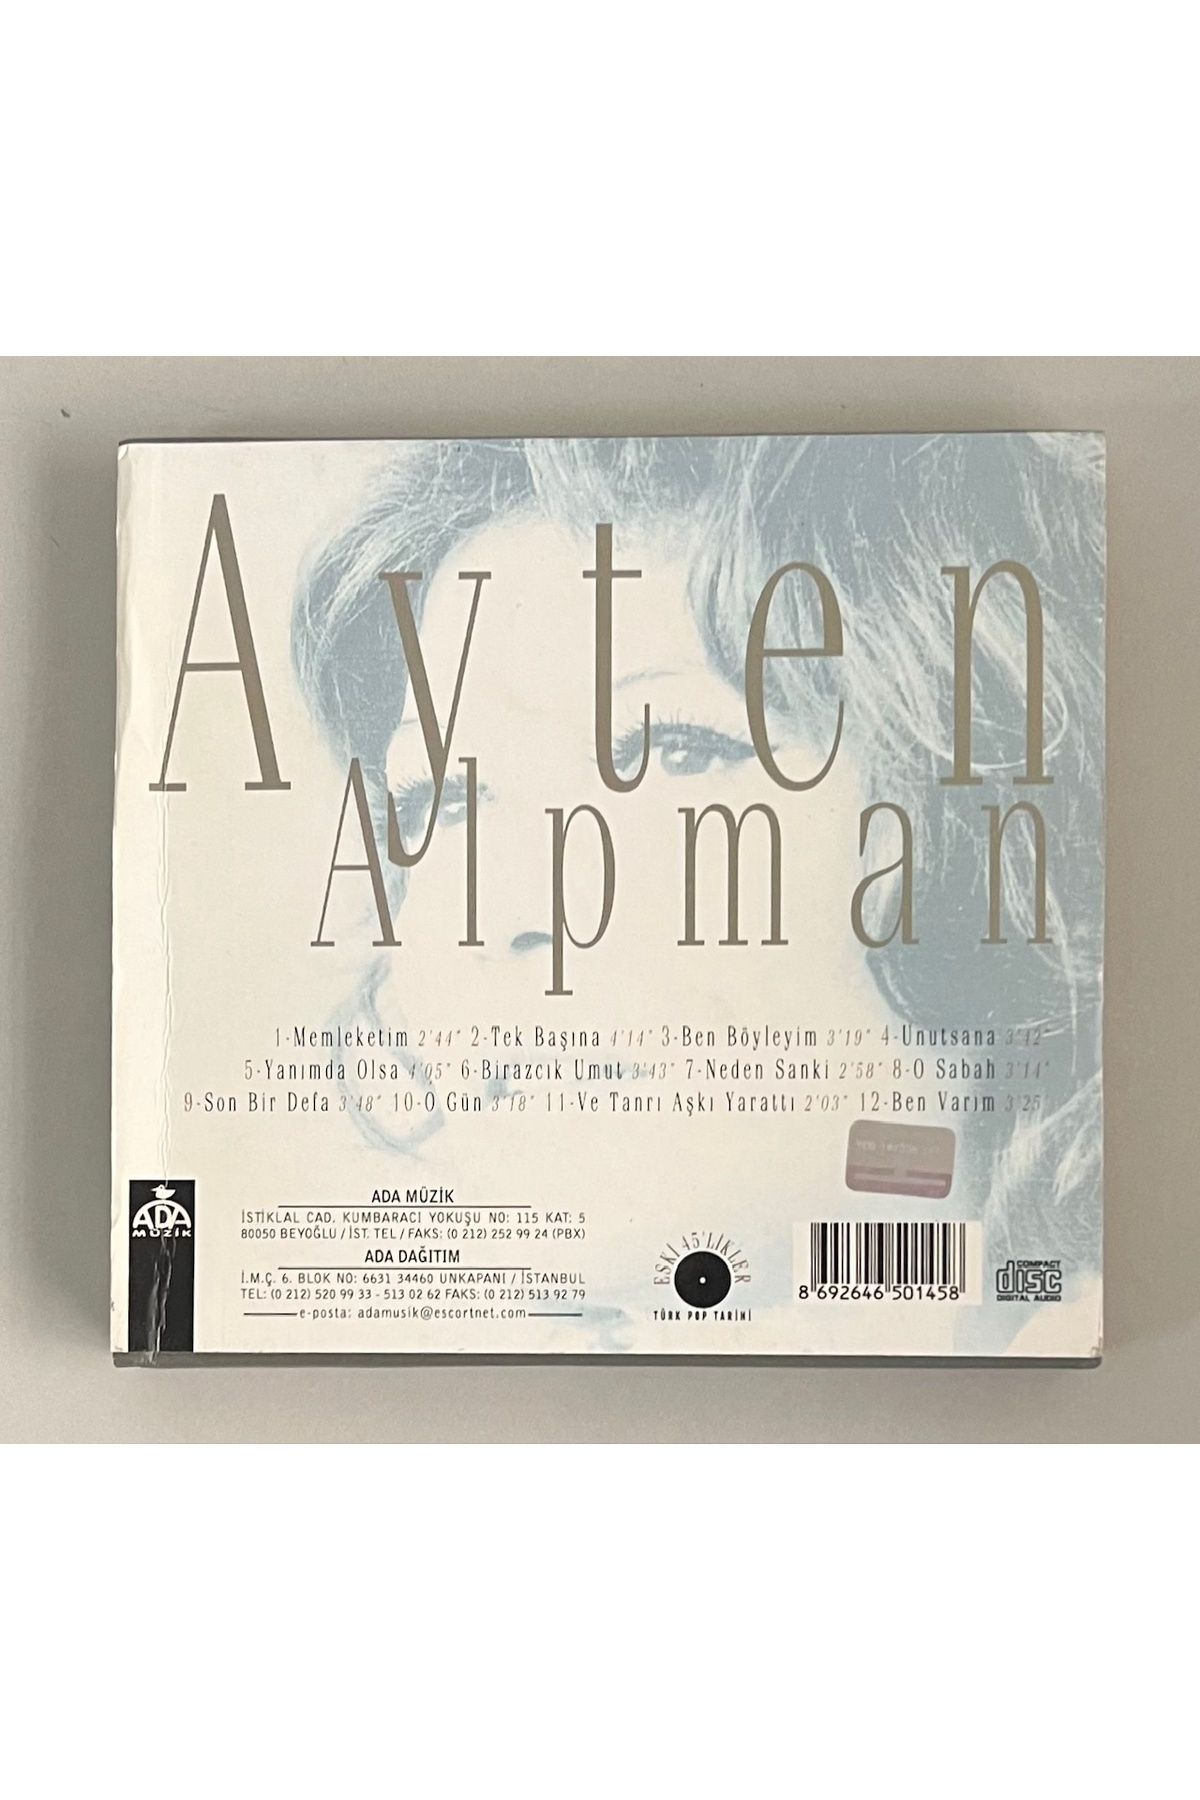 Ayten
Alpman
1-Memleketim 2'44" 2-Tek Başına 4'14" 3-Ben Böyleyim 3'19" 4-Unutsana 3'42"
5-Yanımda Olsa 4'05" 6-Birazcık Umut 3'43" 7-Neden Sanki 2'58" 8-O Sabah 3'14"
9-Son Bir Defa 3'48" 10-O Gün 3'18" 11-Ve Tanrı Aşkı Yarattı 2'03" 12-Ben Varım 3'25"
ADA MÜZİK
ADA MÜZİK
İSTİKLAL CAD. KUMBARACI YOKUŞU NO: 115 KAT: 5
80050 BEYOĞLU / İST. TEL / FAKS: (0 212) 252 99 24 (PBX)
ADA DAĞITIM
İ.M.Ç. 6. BLOK NO: 6631 34460 UNKAPANI / İSTANBUL
TEL: (0 212) 520 99 33 - 513 02 62 FAKS: (0 212) 513 92 79
e-posta: adamusik@escortnet.com
ESKİ 45'LİKLER
TÜRK POP TARİHİ
8 692646 501458
COMPACT
disc
DIGITAL AUDIO